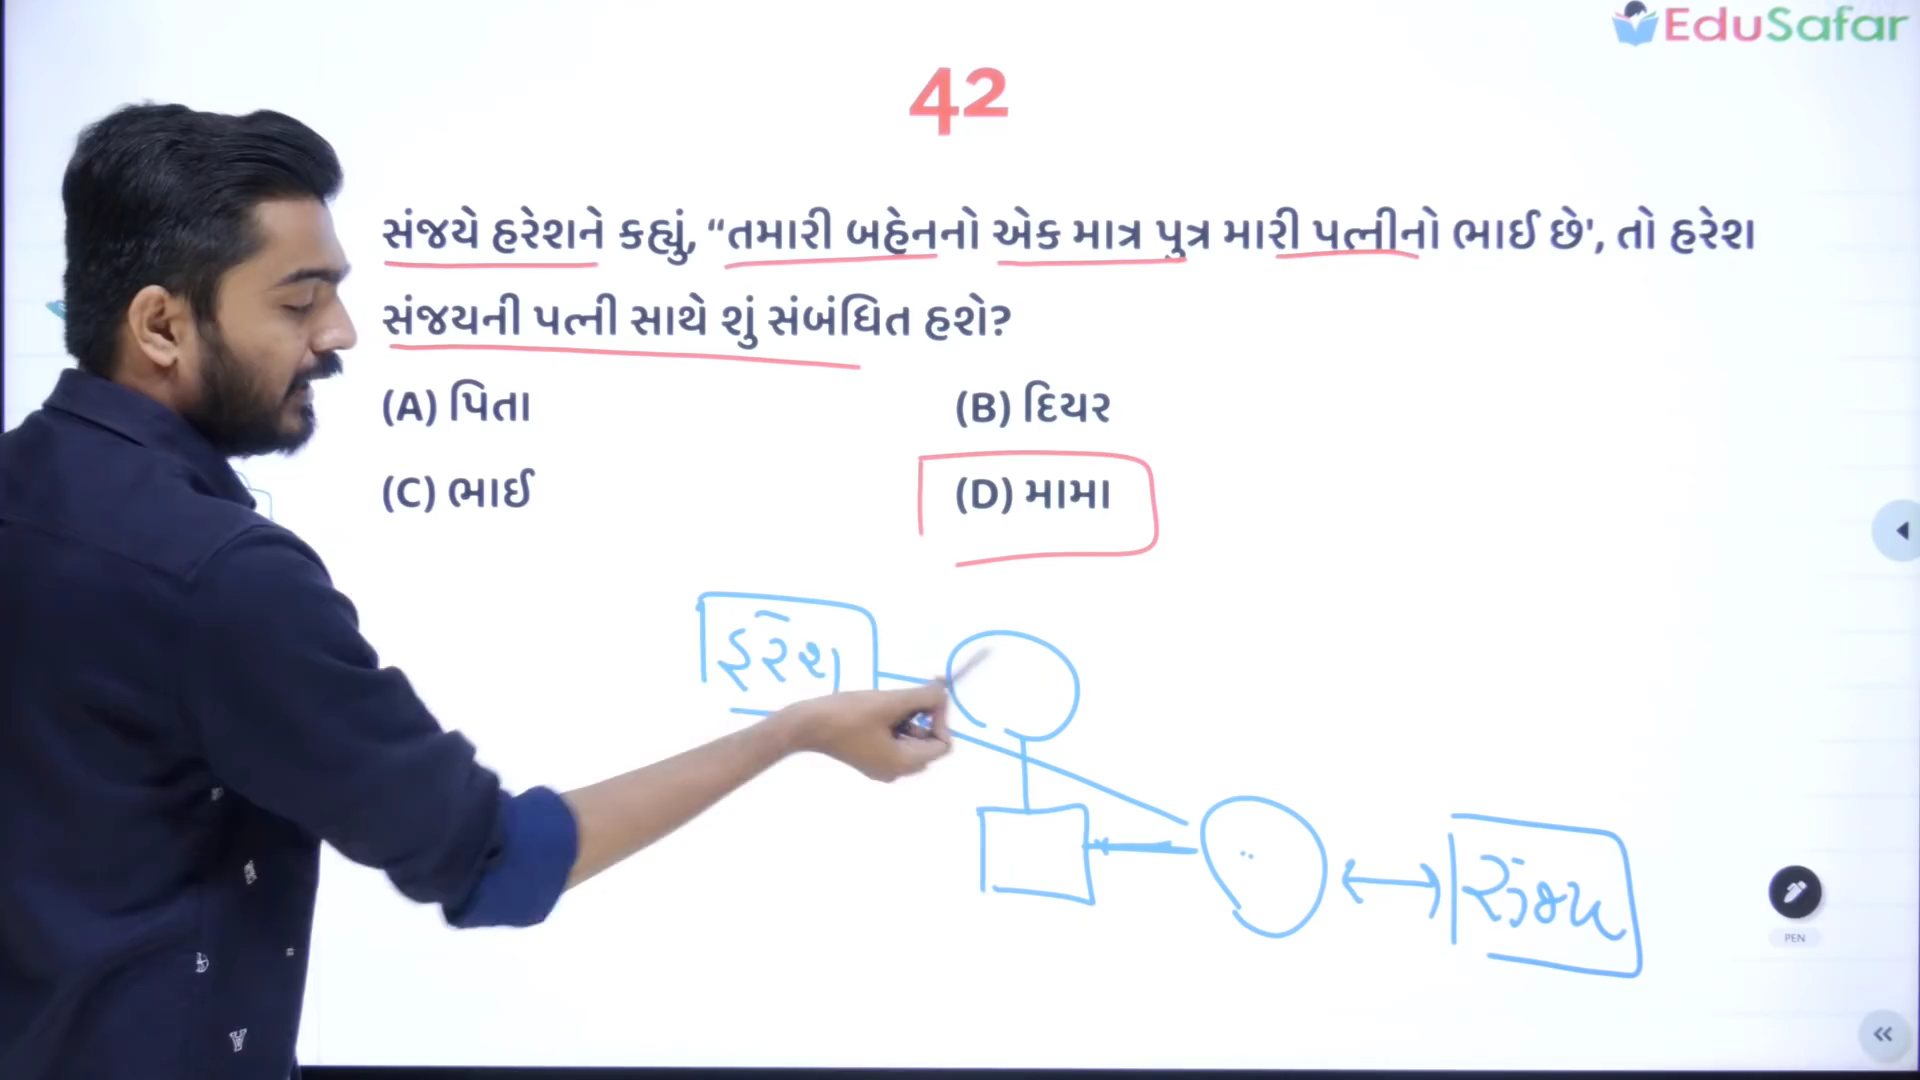 EduSafar
42
સંજયે હરેશને કહ્યું, “તમારી બહેનનો એક માત્ર પુત્ર મારી પત્નીનો ભાઈ છે', તો હરેશ
સંજયની પત્ની સાથે શું સંબંધિત હશે?
(A) પિતા
(B) દિયર
(C) ભાઈ
(D) મામા
હરેશ
સંજય
PEN